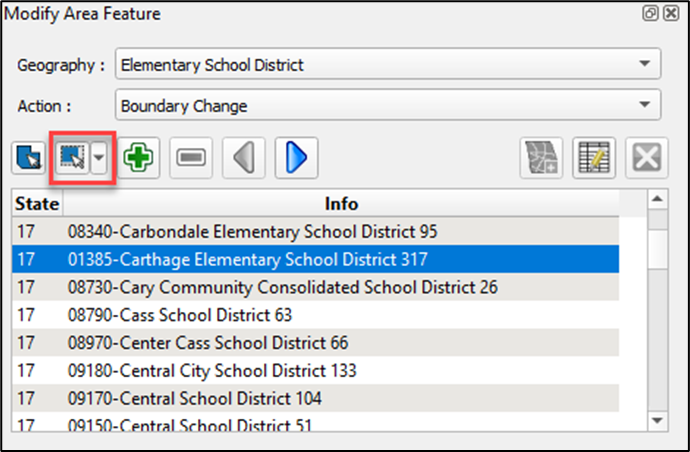 Modify Area Feature
Geography : Elementary School District
Action : Boundary Change
State Info
17 08340-Carbondale Elementary School District 95
17 01385-Carthage Elementary School District 317
17 08730-Cary Community Consolidated School District 26
17 08790-Cass School District 63
17 08970-Center Cass School District 66
17 09180-Central City School District 133
17 09170-Central School District 104
17 09150-Central School District 51